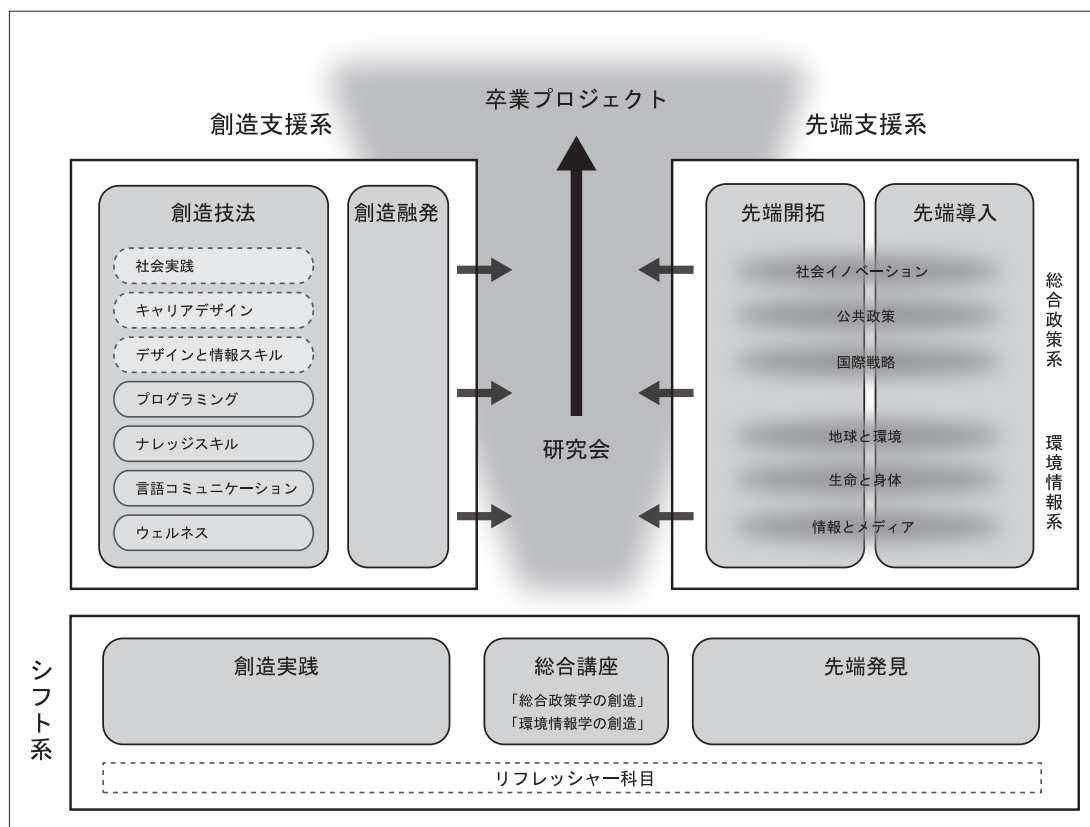 卒業プロジェクト
創造支援系
先端支援系
創造技法
創造融発
先端開拓
先端導入
社会実践
キャリアデザイン
デザインと情報スキル
プログラミング
ナレッジスキル
言語コミュニケーション
ウェルネス
研究会
社会イノベーション
公共政策
国際戦略
地球と環境
生命と身体
情報とメディア
総合政策系
環境情報系
シフト系
創造実践
総合講座
「総合政策学の創造」
「環境情報学の創造」
先端発見
リフレッシャー科目